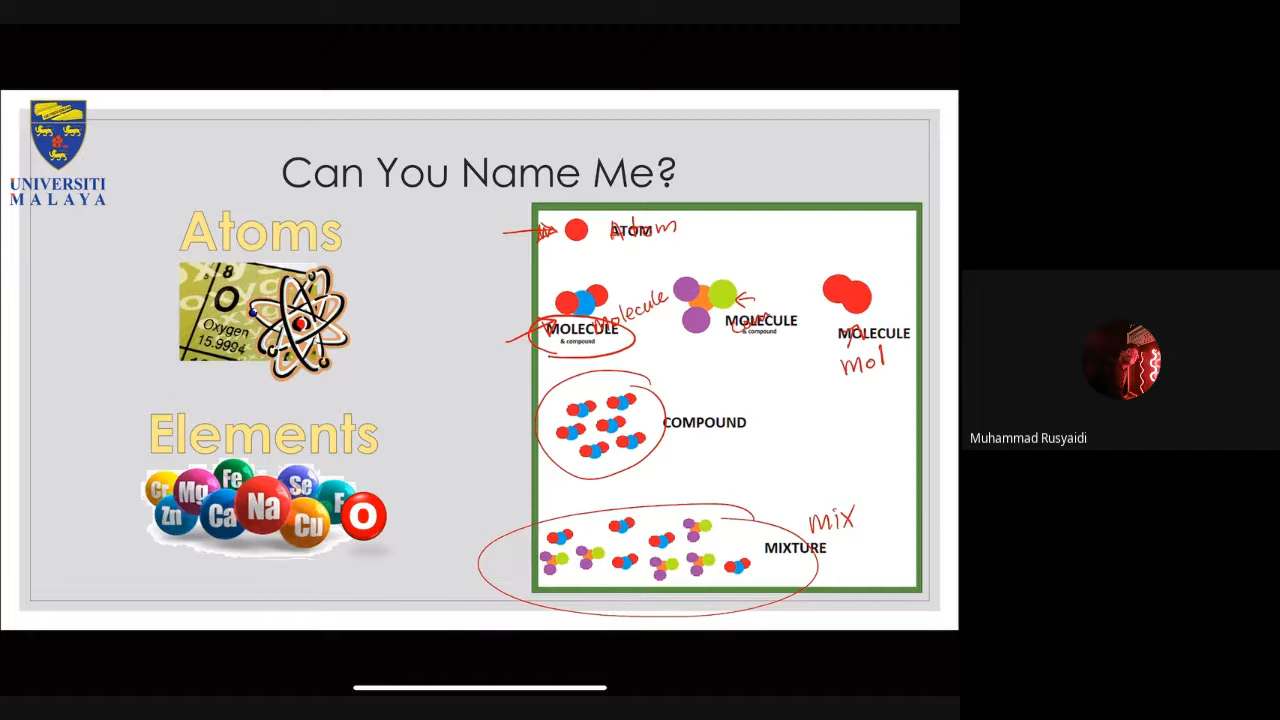 Can You Name Me?
UNIVERSITI
MALAYA
Atoms
8
O
Oxygen
15.9994
Elements
Cr
Mg
Fe
Se
Zn
Ca
Na
Cu
F
O
ATOM
Atom
MOLECULE
& compound
Molecule
MOLECULE
& compound
Com
MOLECULE
Mol
COMPOUND
Mix
MIXTURE
Muhammad Rusyaidi